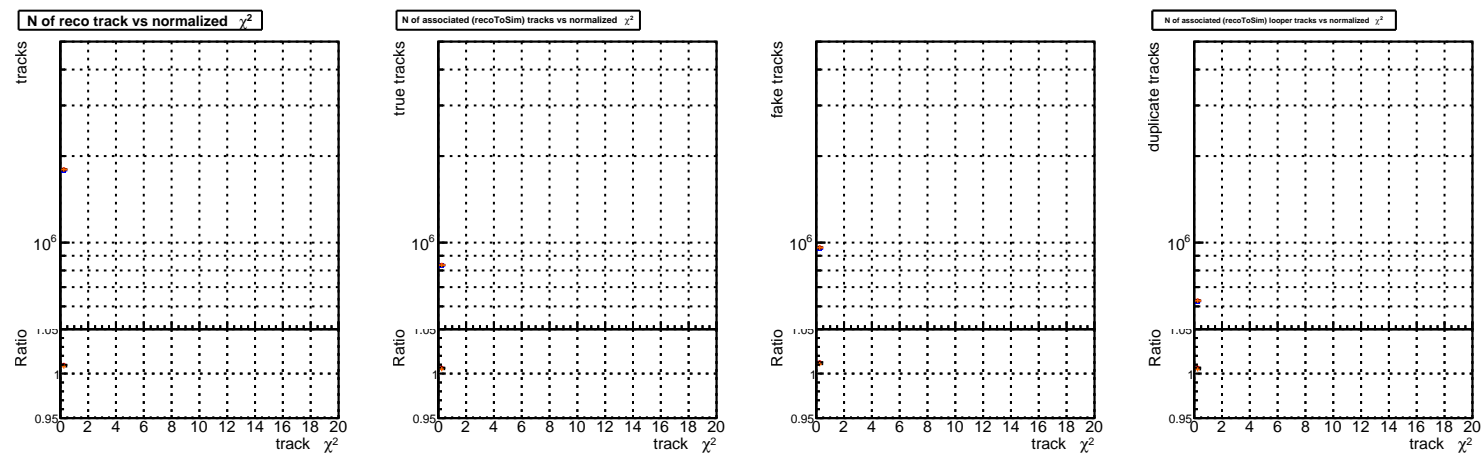 N of reco track vs normalized χ²
tracks
10⁶
1.05
Ratio
1
0.95
0 2 4 6 8 10 12 14 16 18 20
track χ²
N of associated (recoToSim) tracks vs normalized χ²
true tracks
10⁶
1.05
Ratio
1
0.95
0 2 4 6 8 10 12 14 16 18 20
track χ²
fake tracks
10⁶
1.05
Ratio
1
0.95
0 2 4 6 8 10 12 14 16 18 20
track χ²
N of associated (recoToSim) looper tracks vs normalized χ²
duplicate tracks
10⁶
1.05
Ratio
1
0.95
0 2 4 6 8 10 12 14 16 18 20
track χ²